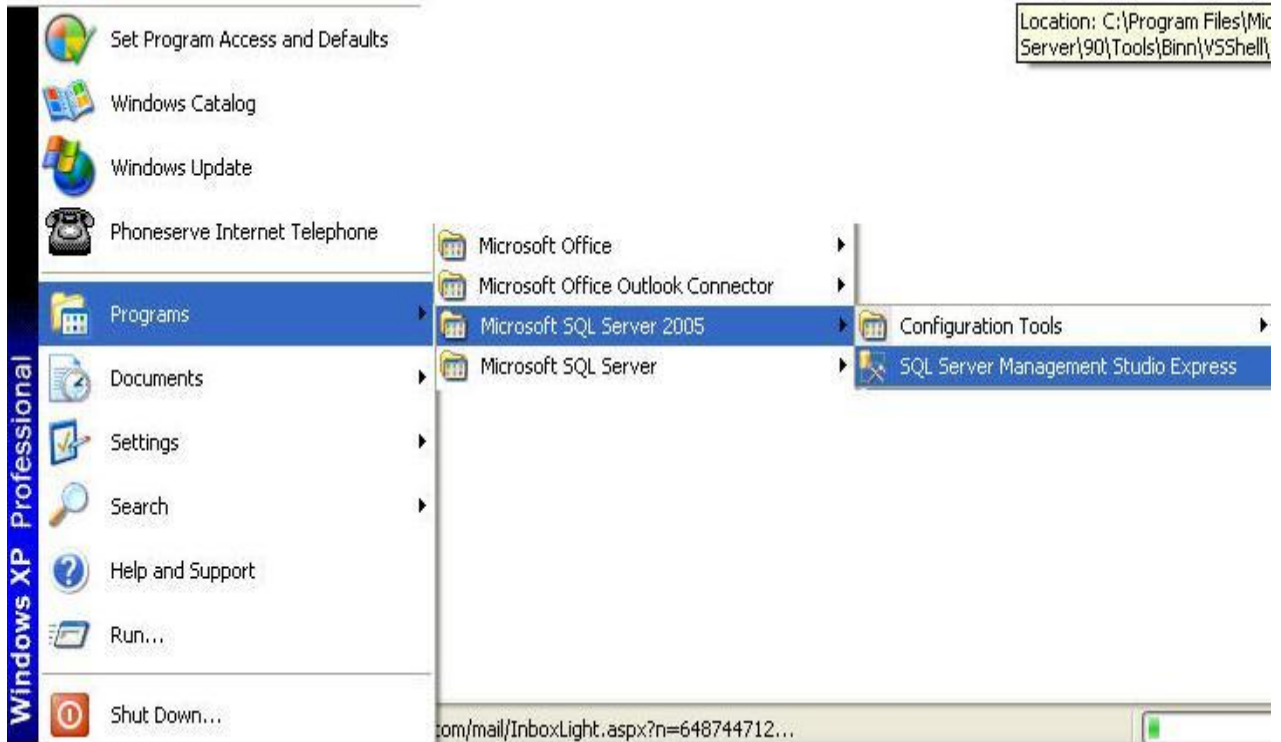 Set Program Access and Defaults
Windows Catalog
Windows Update
Phoneserve Internet Telephone
Programs
Documents
Settings
Search
Help and Support
Run...
Shut Down...
Windows XP Professional
Microsoft Office
Microsoft Office Outlook Connector
Microsoft SQL Server 2005
Microsoft SQL Server
Configuration Tools
SQL Server Management Studio Express
Location: C:\Program Files\Mic
Server\90\Tools\Binn\VSShell\
com/mail/InboxLight.aspx?n=648744712...